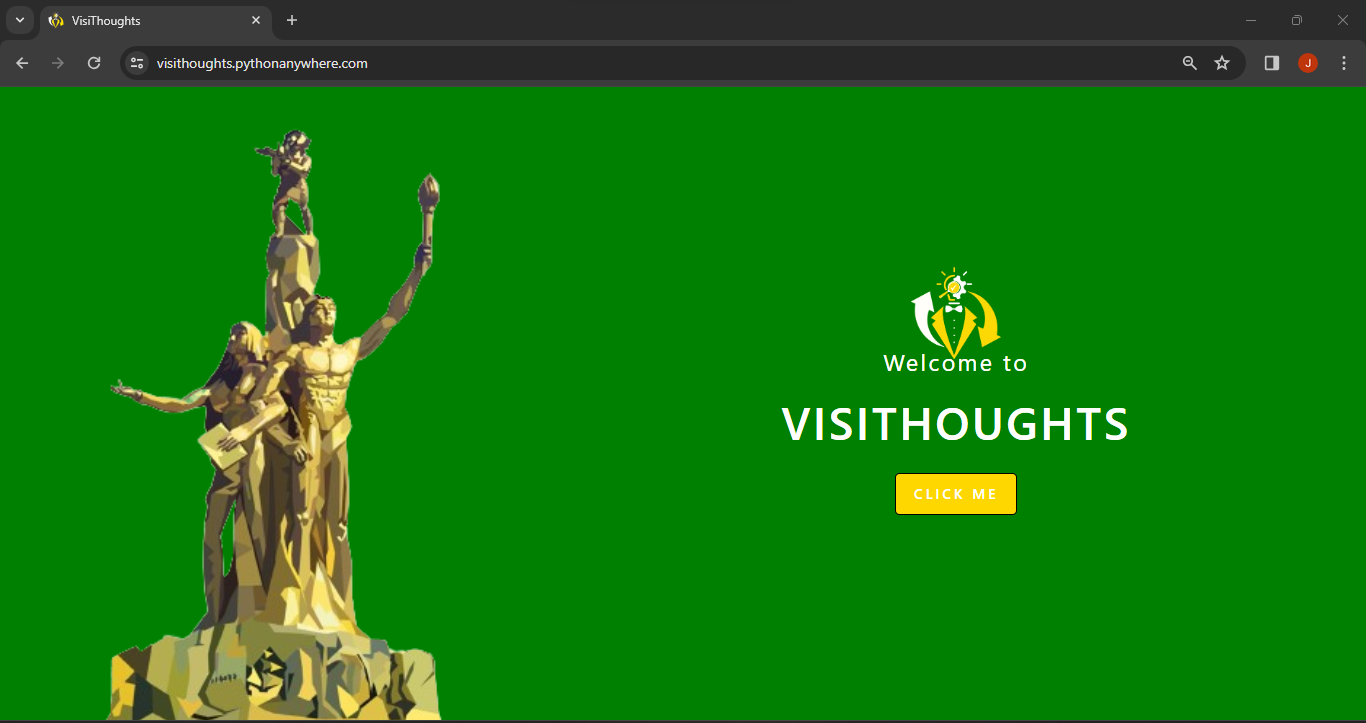 VisiThoughts
visithoughts.pythonanywhere.com
J
Welcome to
VISITHOUGHTS
CLICK ME